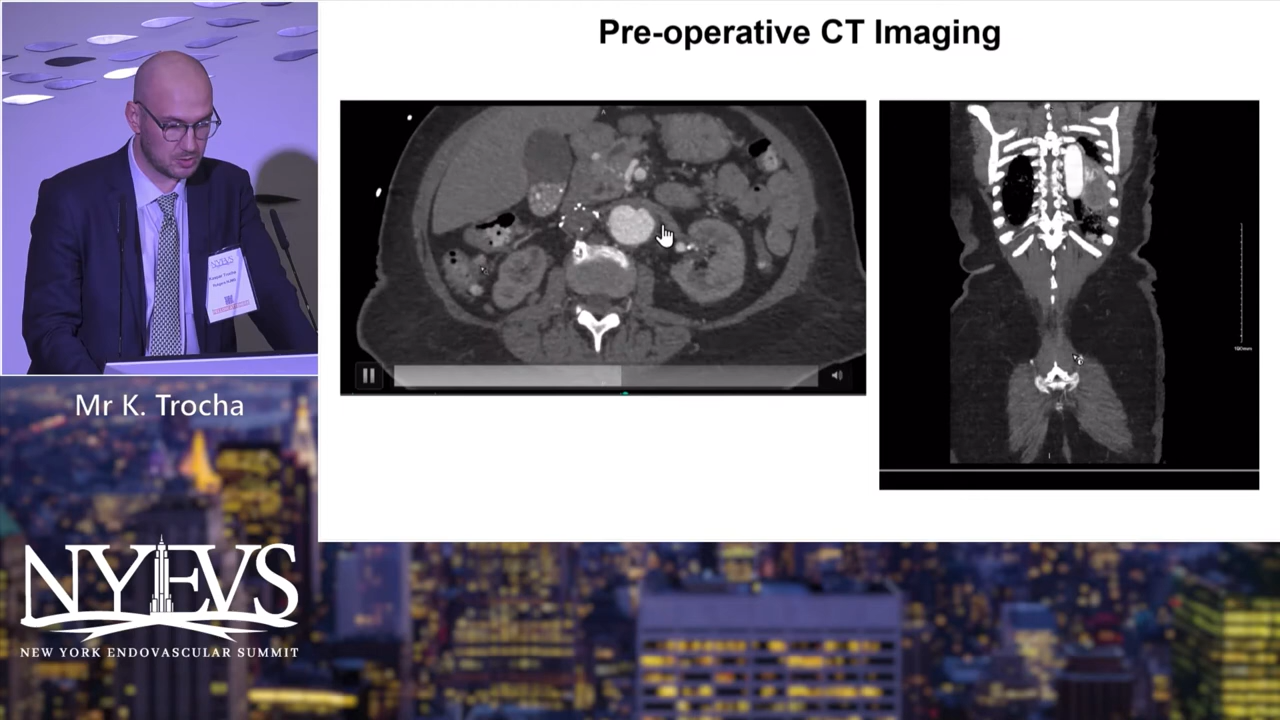 Pre-operative CT Imaging
Mr K. Trocha
NYEVS
NEW YORK ENDOVASCULAR SUMMIT